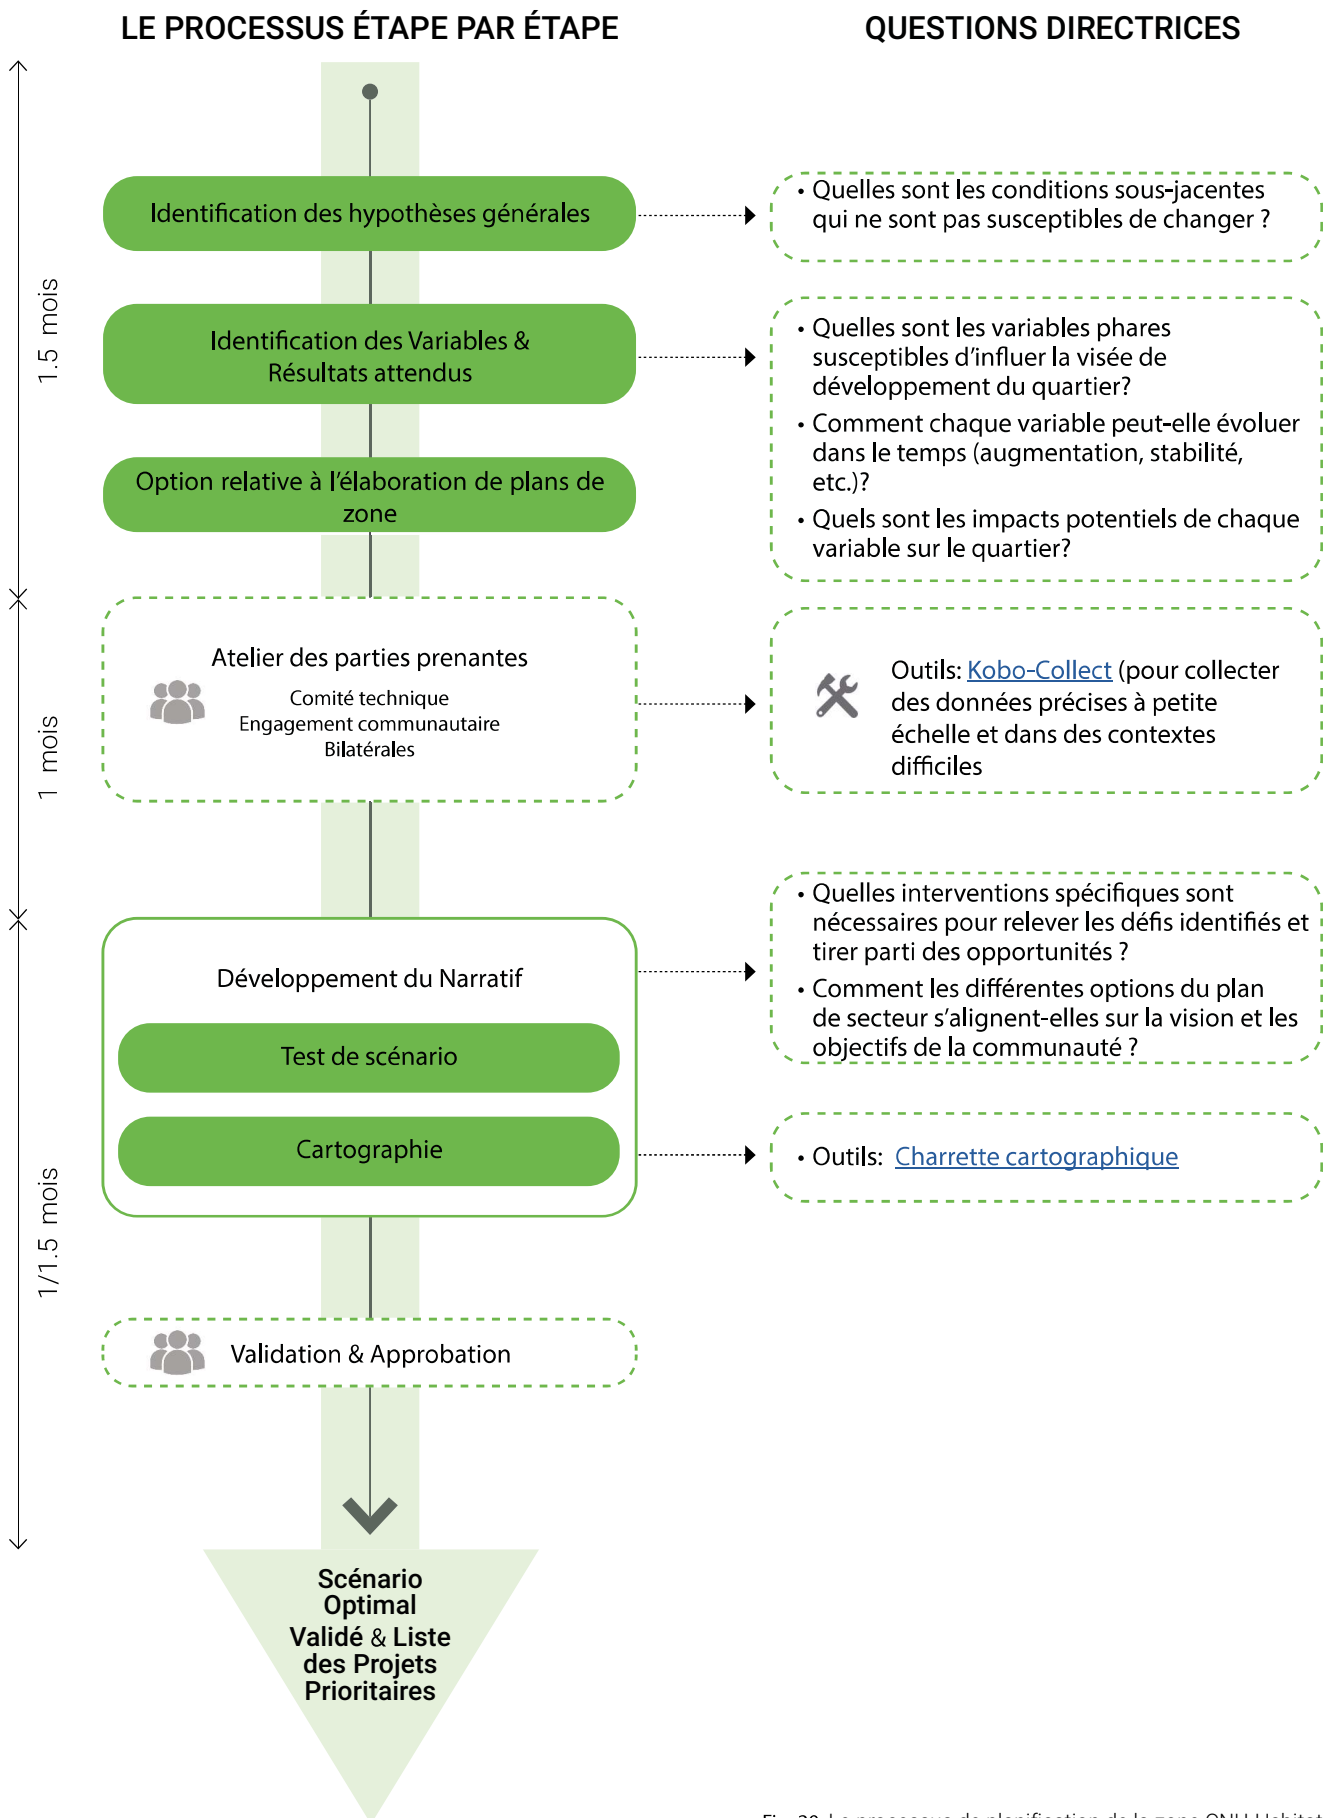 LE PROCESSUS ÉTAPE PAR ÉTAPE
QUESTIONS DIRECTRICES
1.5 mois
Identification des hypothèses générales
• Quelles sont les conditions sous-jacentes
qui ne sont pas susceptibles de changer ?
Identification des Variables &
Résultats attendus
• Quelles sont les variables phares
susceptibles d'influer la visée de
développement du quartier?
• Comment chaque variable peut-elle évoluer
dans le temps (augmentation, stabilité,
etc.)?
• Quels sont les impacts potentiels de chaque
variable sur le quartier?
Option relative à l'élaboration de plans de
zone
1 mois
Atelier des parties prenantes
Comité technique
Engagement communautaire
Bilatérales
Outils: Kobo-Collect (pour collecter
des données précises à petite
échelle et dans des contextes
difficiles
1/1.5 mois
Développement du Narratif
• Quelles interventions spécifiques sont
nécessaires pour relever les défis identifiés et
tirer parti des opportunités ?
• Comment les différentes options du plan
de secteur s'alignent-elles sur la vision et les
objectifs de la communauté ?
Test de scénario
Cartographie
• Outils: Charrette cartographique
Validation & Approbation
Scénario
Optimal
Validé & Liste
des Projets
Prioritaires